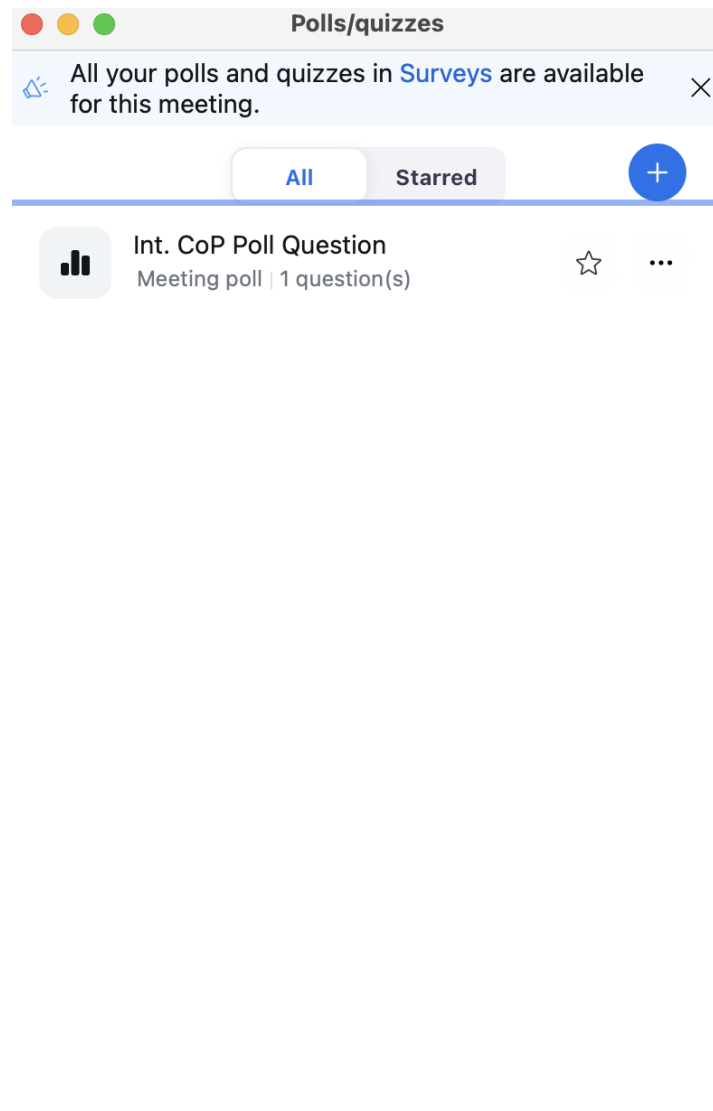 Polls/quizzes
All your polls and quizzes in Surveys are available
for this meeting.
All
Starred
Int. CoP Poll Question
Meeting poll | 1 question(s)